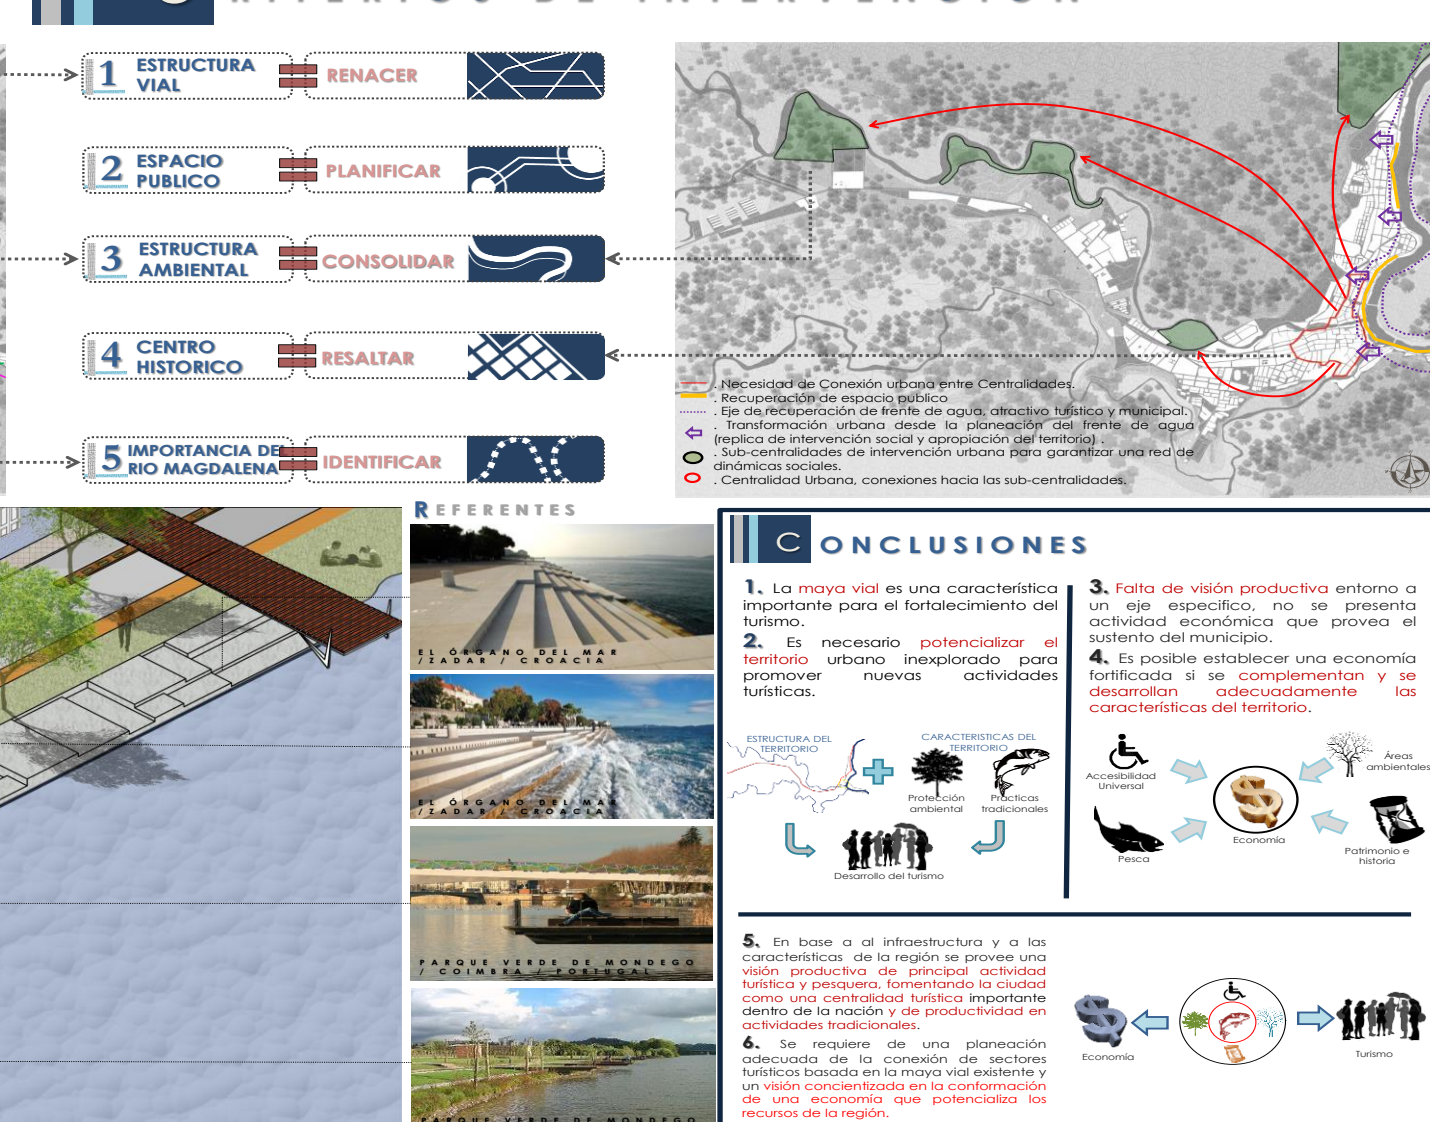 CRITERIOS DE INTERVENCIÓN
1 ESTRUCTURA
VIAL
RENACER
2 ESPACIO
PUBLICO
PLANIFICAR
3 ESTRUCTURA
AMBIENTAL
CONSOLIDAR
4 CENTRO
HISTORICO
RESALTAR
5 IMPORTANCIA DEL
RIO MAGDALENA
IDENTIFICAR
. Necesidad de Conexión urbana entre Centralidades.
. Recuperación de espacio publico
. Eje de recuperación de frente de agua, atractivo turístico y municipal.
. Transformación urbana desde la planeación del frente de agua
(replica de intervención social y apropiación del territorio) .
. Sub-centralidades de intervención urbana para garantizar una red de
dinámicas sociales.
. Centralidad Urbana, conexiones hacia las sub-centralidades.
REFERENTES
EL ÓRGANO DEL MAR
/ZADAR / CROACIA
EL ÓRGANO DEL MAR
/ZADAR / CROACIA
PARQUE VERDE DE MONDEGO
/ COIMBRA / PORTUGAL
PARQUE VERDE DE MONDEGO
CONCLUSIONES
1. La maya vial es una característica
importante para el fortalecimiento del
turismo.
2. Es necesario potencializar el
territorio urbano inexplorado para
promover nuevas actividades
turísticas.
ESTRUCTURA DEL
TERRITORIO
CARACTERISTICAS DEL
TERRITORIO
Protección
ambiental
Prácticas
tradicionales
Desarrollo del turismo
3. Falta de visión productiva entorno a
un eje especifico, no se presenta
actividad económica que provea el
sustento del municipio.
4. Es posible establecer una economía
fortificada si se complementan y se
desarrollan adecuadamente las
características del territorio.
Accesibilidad
Universal
Áreas
ambientales
Economía
Pesca
Patrimonio e
historia
5. En base a al infraestructura y a las
características de la región se provee una
visión productiva de principal actividad
turística y pesquera, fomentando la ciudad
como una centralidad turística importante
dentro de la nación y de productividad en
actividades tradicionales.
6. Se requiere de una planeación
adecuada de la conexión de sectores
turísticos basada en la maya vial existente y
un visión concientizada en la conformación
de una economía que potencializa los
recursos de la región.
Economía
Turismo